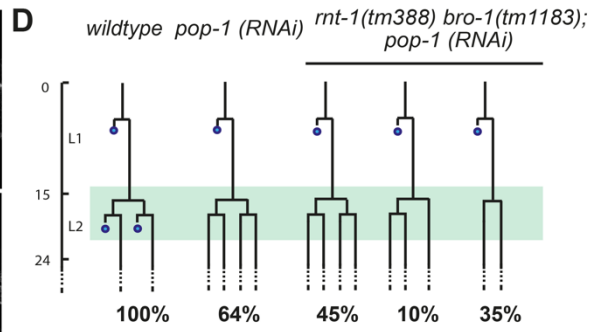 D
wildtype pop-1 (RNAi) rnt-1(tm388) bro-1(tm1183);
pop-1 (RNAi)
0
L1
15
L2
24
100% 64% 45% 10% 35%